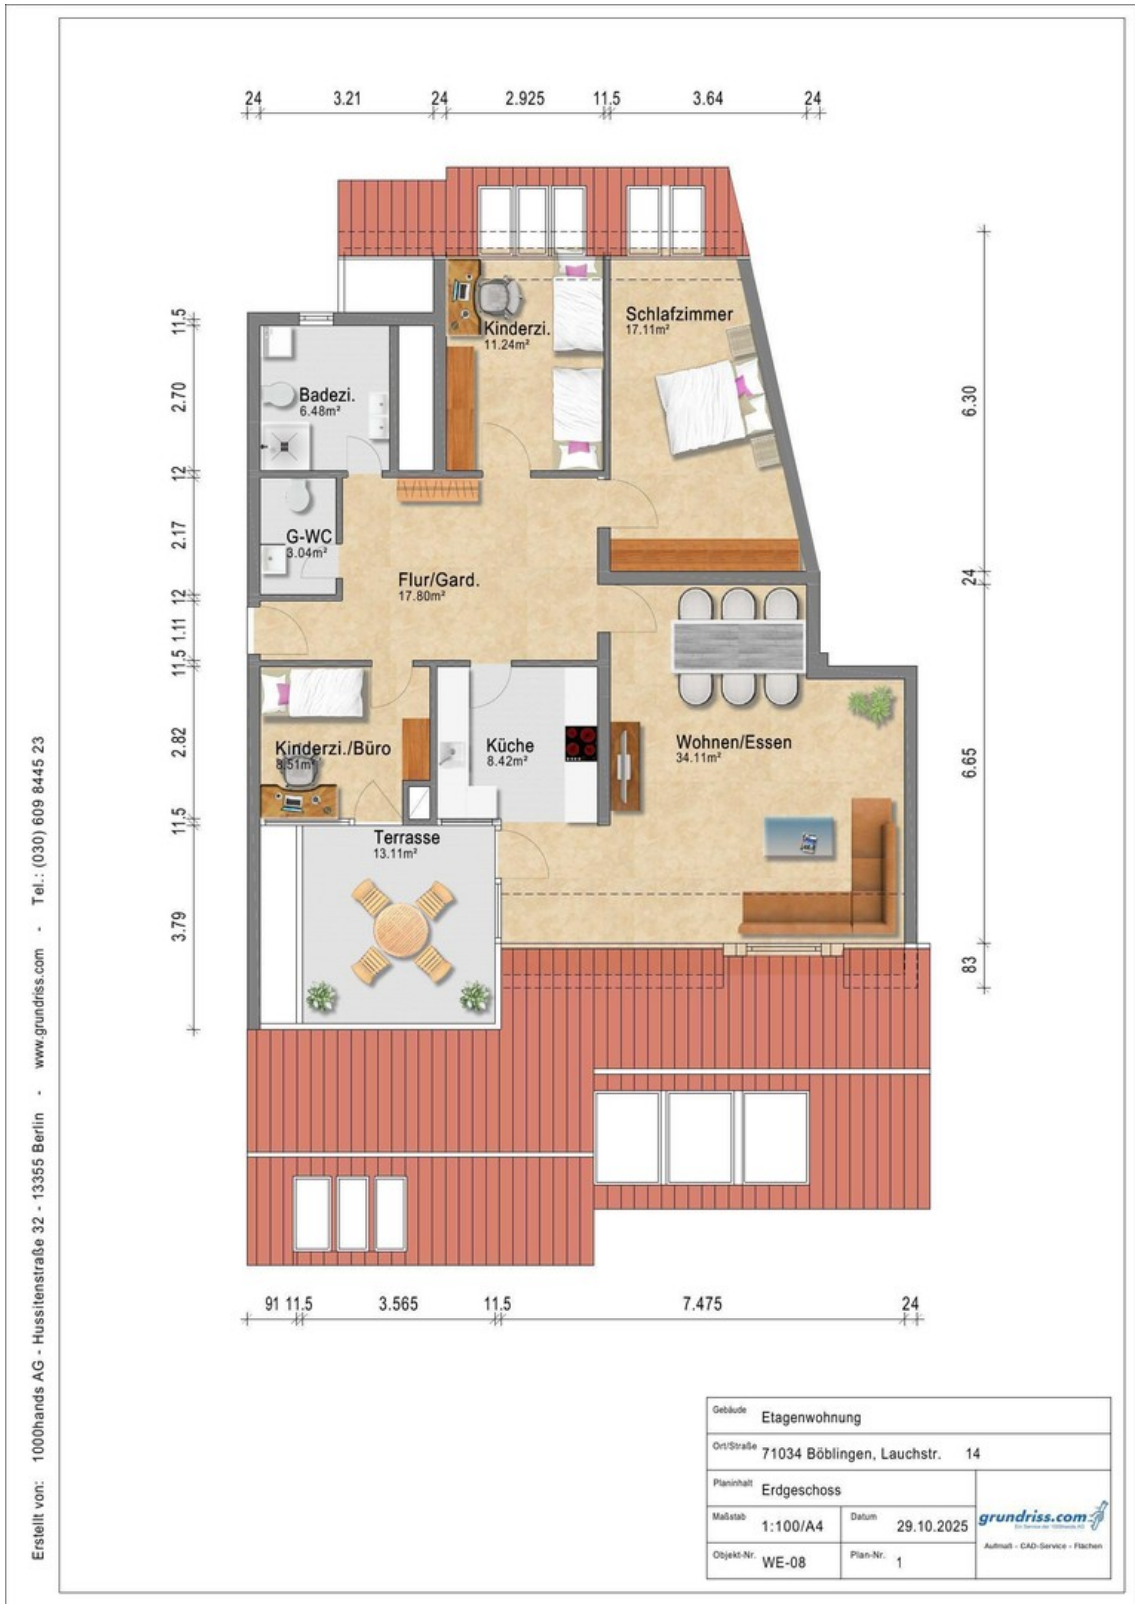 24 3.21 24 2.925 11.5 3.64 24
11.5
2.70
12
2.17
12
1.11
11.5
2.82
11.5
3.79
6.30
24
6.65
83
Kinderzi.
11.24m²
Schlafzimmer
17.11m²
Badezi.
6.48m²
G-WC
3.04m²
Flur/Gard.
17.80m²
Kinderzi./Büro
8.51m²
Küche
8.42m²
Wohnen/Essen
34.11m²
Terrasse
13.11m²
91 11.5 3.565 11.5 7.475 24
Erstellt von: 1000hands AG - Hussitenstraße 32 - 13355 Berlin - www.grundriss.com - Tel.: (030) 609 8445 23
Gebäude Etagenwohnung
Ort/Straße 71034 Böblingen, Lauchstr. 14
Planinhalt Erdgeschoss
Maßstab 1:100/A4 Datum 29.10.2025
Objekt-Nr. WE-08 Plan-Nr. 1
grundriss.com
Ein Service der 1000hands AG
Aufmaß - CAD-Service - Flächen